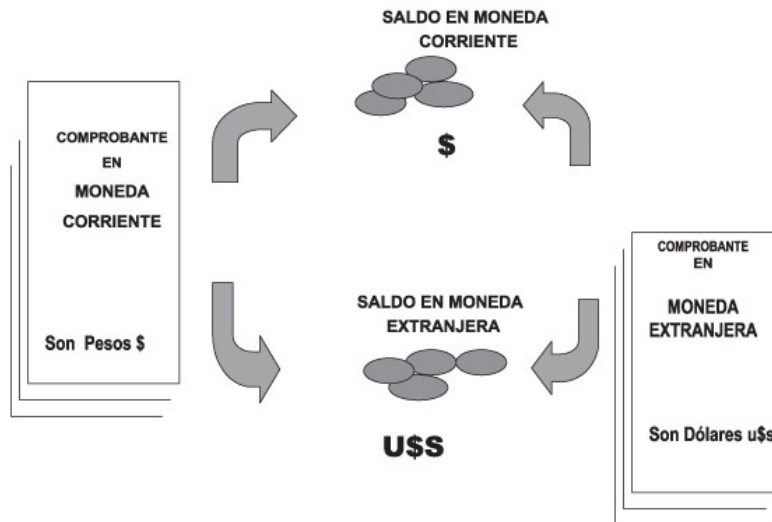 SALDO EN MONEDA
CORRIENTE
$
COMPROBANTE
EN
MONEDA
CORRIENTE
Son Pesos $
SALDO EN MONEDA
EXTRANJERA
U$S
COMPROBANTE
EN
MONEDA
EXTRANJERA
Son Dólares u$s